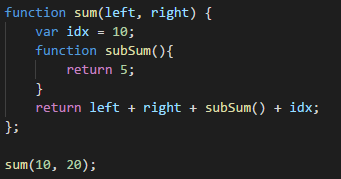 function sum(left, right) {
    var idx = 10;
    function subSum(){
        return 5;
    }
    return left + right + subSum() + idx;
};

sum(10, 20);